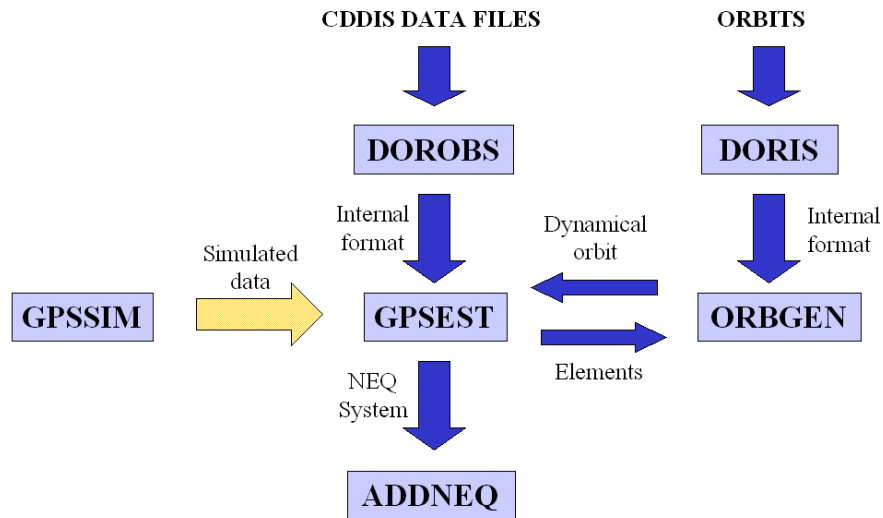 CDDIS DATA FILES
ORBITS
DOROBS
DORIS
Internal
format
Dynamical
orbit
Internal
format
Simulated
data
GPSSIM
GPSEST
ORBGEN
NEQ
System
Elements
ADDNEQ